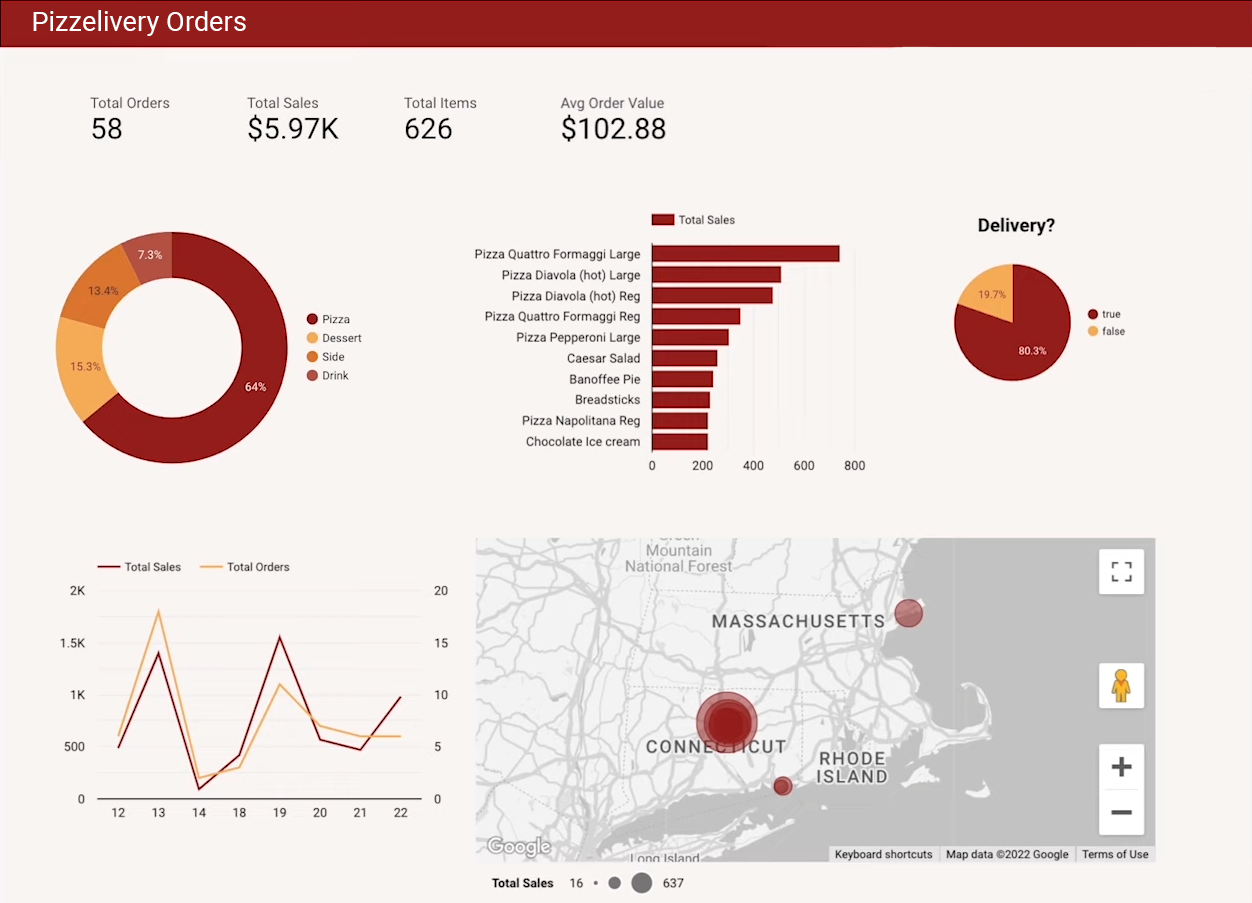 Pizzelivery Orders
Total Orders
58
Total Sales
$5.97K
Total Items
626
Avg Order Value
$102.88
7.3%
13.4%
15.3%
64%
Pizza
Dessert
Side
Drink
Total Sales
Pizza Quattro Formaggi Large
Pizza Diavola (hot) Large
Pizza Diavola (hot) Reg
Pizza Quattro Formaggi Reg
Pizza Pepperoni Large
Caesar Salad
Banoffee Pie
Breadsticks
Pizza Napolitana Reg
Chocolate Ice cream
0 200 400 600 800
Delivery?
19.7%
80.3%
true
false
Total Sales Total Orders
2K 20
1.5K 15
1K 10
500 5
0 0
12 13 14 18 19 20 21 22
Green
Mountain
National Forest
MASSACHUSETTS
CONNECTICUT
RHODE
ISLAND
Long Island
Google
Keyboard shortcuts Map data ©2022 Google Terms of Use
Total Sales 16 637